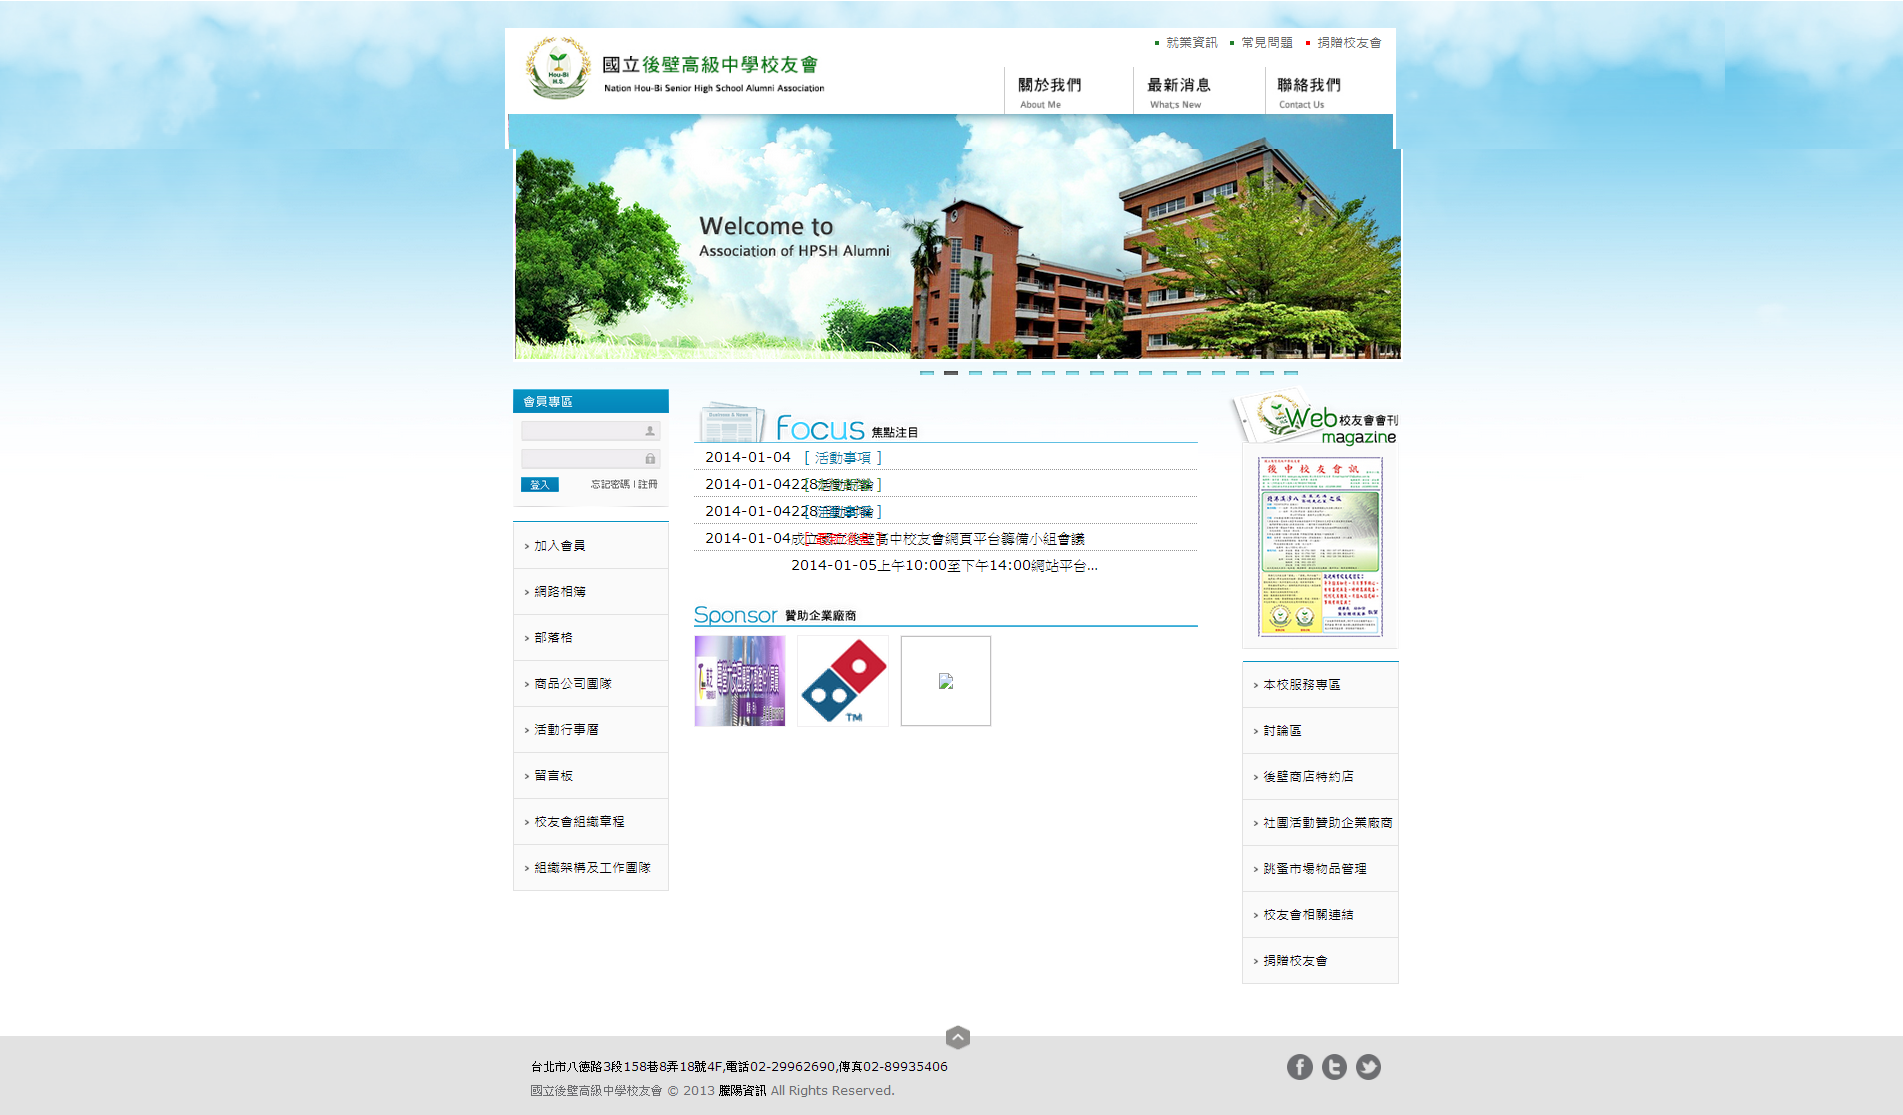 就業資訊 常見問題 捐贈校友會
Hou-Bi
H.S.
國立後壁高級中學校友會
Nation Hou-Bi Senior High School Alumni Association
關於我們 最新消息 聯絡我們
About Me What;s New Contact Us
Welcome to
Association of HPSH Alumni
會員專區
登入 忘記密碼 | 註冊
加入會員
網路相簿
部落格
商品公司團隊
活動行事曆
留言板
校友會組織章程
組織架構及工作團隊
Business & News
Focus 焦點注目
2014-01-04 [ 活動事項 ]
2014-01-04
2014-01-04
2014-01-04成立國立後壁高中校友會網頁平台籌備小組會議
2014-01-05上午10:00至下午14:00網站平台...
Sponsor 贊助企業廠商
TM
Web 校友會會刊
magazine
後中校友會訊
本校服務專區
討論區
後壁商店特約店
社團活動贊助企業廠商
跳蚤市場物品管理
校友會相關連結
捐贈校友會
台北市八德路3段158巷8弄18號4F,電話02-29962690,傳真02-89935406
國立後壁高級中學校友會 © 2013 騰陽資訊 All Rights Reserved.